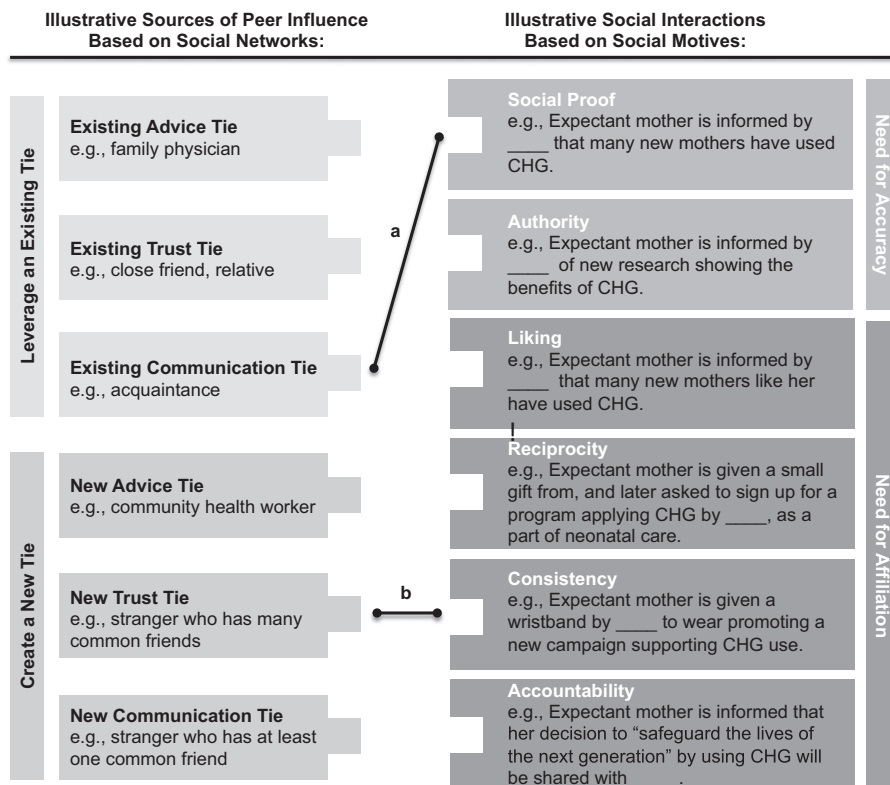 Illustrative Sources of Peer Influence
Based on Social Networks:
Illustrative Social Interactions
Based on Social Motives:
Leverage an Existing Tie
Existing Advice Tie
e.g., family physician
Existing Trust Tie
e.g., close friend, relative
Existing Communication Tie
e.g., acquaintance
Create a New Tie
New Advice Tie
e.g., community health worker
New Trust Tie
e.g., stranger who has many
common friends
New Communication Tie
e.g., stranger who has at least
one common friend
a
b
Social Proof
e.g., Expectant mother is informed by
____ that many new mothers have used
CHG.
Authority
e.g., Expectant mother is informed by
____ of new research showing the
benefits of CHG.
Liking
e.g., Expectant mother is informed by
____ that many new mothers like her
have used CHG.
!
Reciprocity
e.g., Expectant mother is given a small
gift from, and later asked to sign up for a
program applying CHG by ____, as a
part of neonatal care.
Consistency
e.g., Expectant mother is given a
wristband by ____ to wear promoting a
new campaign supporting CHG use.
Accountability
e.g., Expectant mother is informed that
her decision to “safeguard the lives of
the next generation” by using CHG will
be shared with ____.
Need for Accuracy
Need for Affiliation